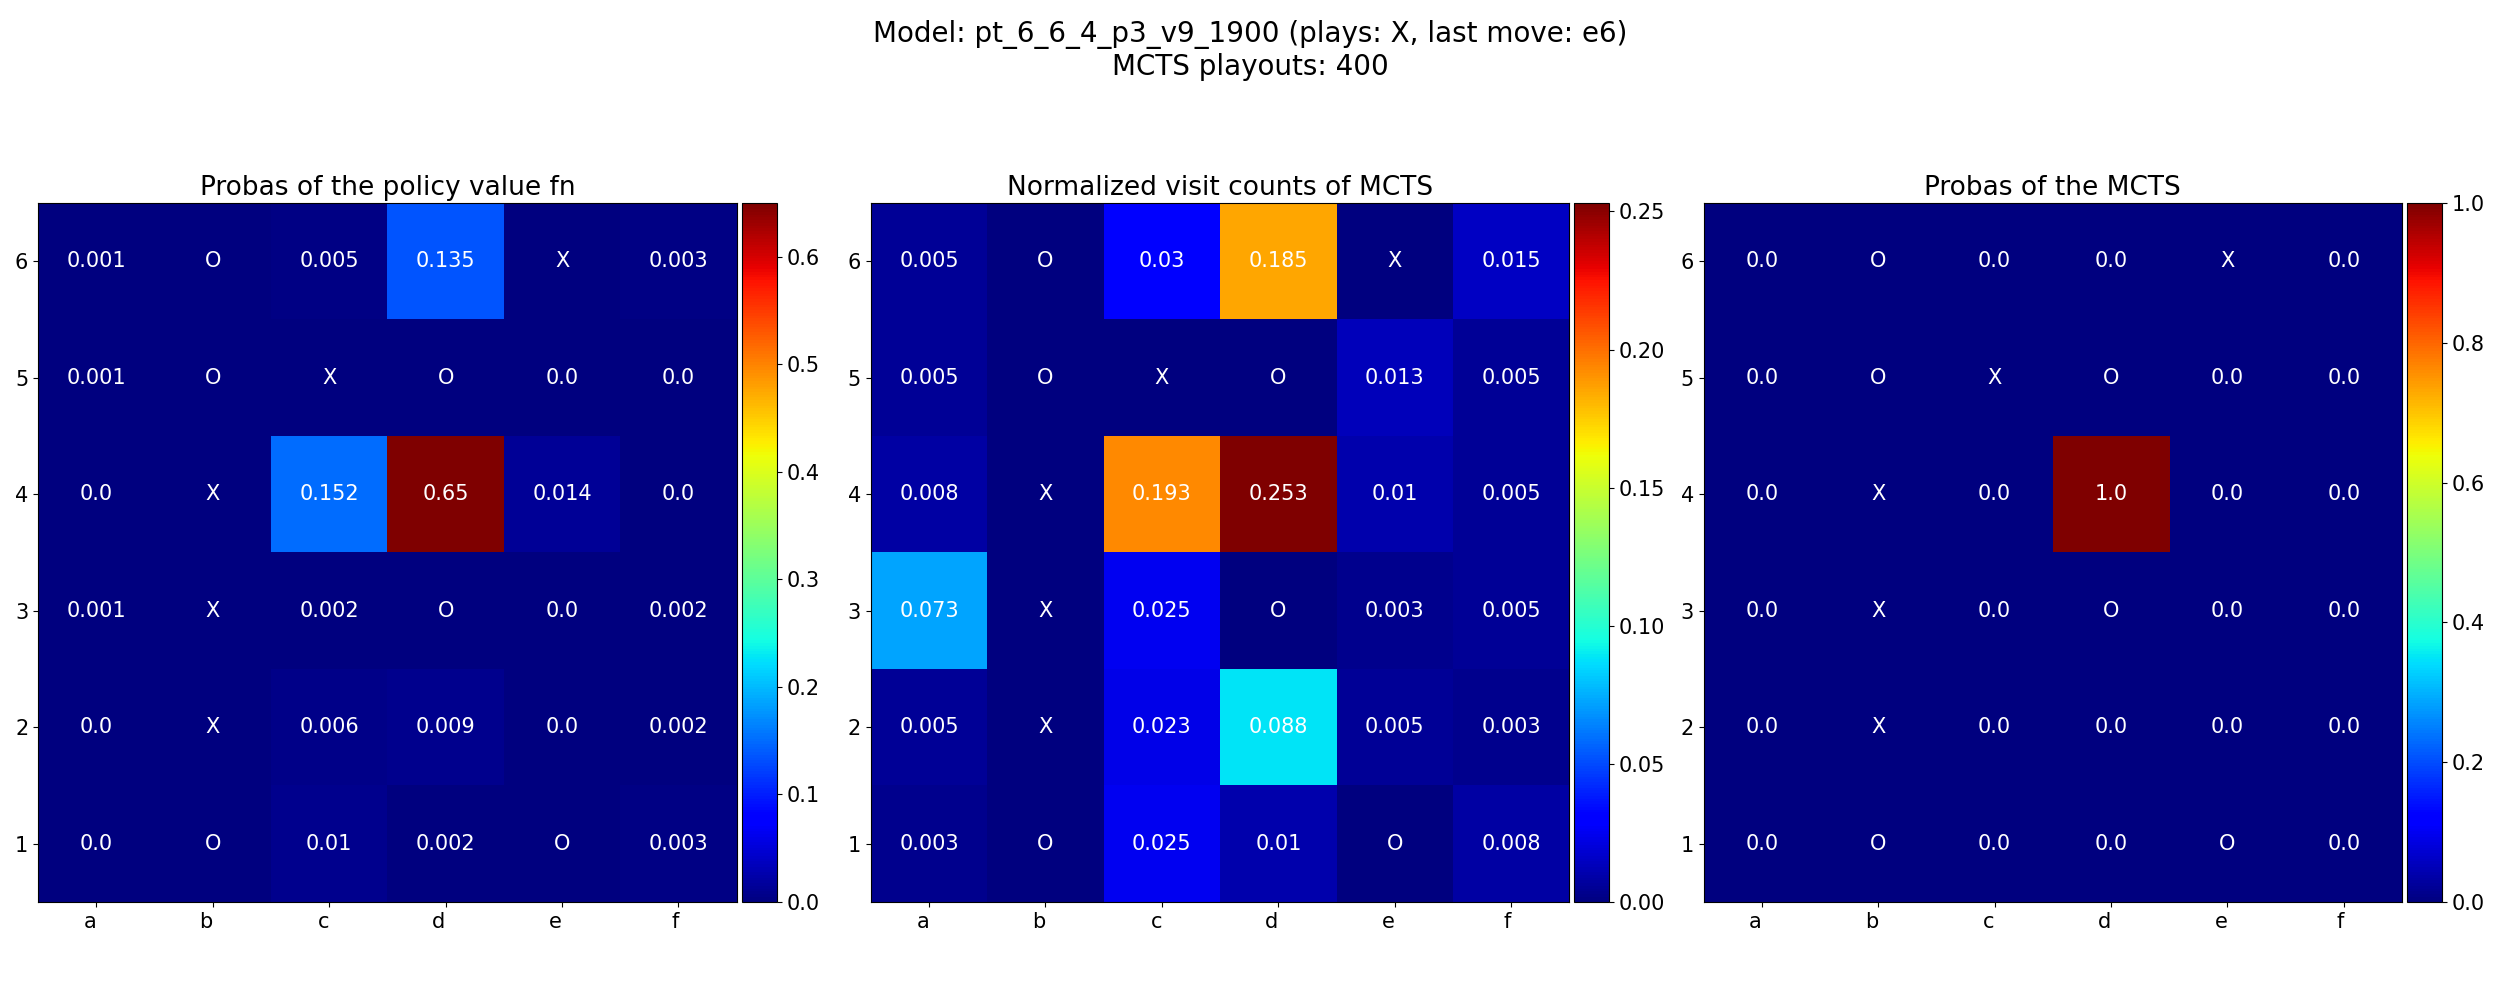 Model: pt_6_6_4_p3_v9_1900 (plays: X, last move: e6)
MCTS playouts: 400
Probas of the policy value fn
6 0.001 O 0.005 0.135 X 0.003
5 0.001 O X O 0.0 0.0
4 0.0 X 0.152 0.65 0.014 0.0
3 0.001 X 0.002 O 0.0 0.002
2 0.0 X 0.006 0.009 0.0 0.002
1 0.0 O 0.01 0.002 O 0.003
a b c d e f
0.6
0.5
0.4
0.3
0.2
0.1
0.0
Normalized visit counts of MCTS
6 0.005 O 0.03 0.185 X 0.015
5 0.005 O X O 0.013 0.005
4 0.008 X 0.193 0.253 0.01 0.005
3 0.073 X 0.025 O 0.003 0.005
2 0.005 X 0.023 0.088 0.005 0.003
1 0.003 O 0.025 0.01 O 0.008
a b c d e f
0.25
0.20
0.15
0.10
0.05
0.00
Probas of the MCTS
6 0.0 O 0.0 0.0 X 0.0
5 0.0 O X O 0.0 0.0
4 0.0 X 0.0 1.0 0.0 0.0
3 0.0 X 0.0 O 0.0 0.0
2 0.0 X 0.0 0.0 0.0 0.0
1 0.0 O 0.0 0.0 O 0.0
a b c d e f
1.0
0.8
0.6
0.4
0.2
0.0